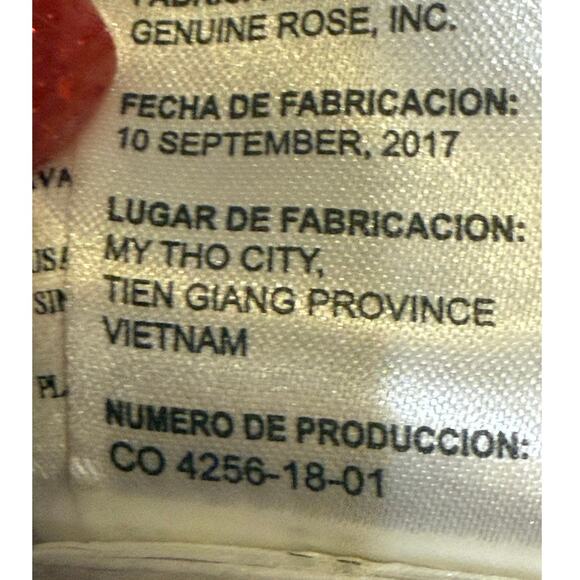 GENUINE ROSE, INC.
FECHA DE FABRICACION:
10 SEPTEMBER, 2017
LUGAR DE FABRICACION:
MY THO CITY,
TIEN GIANG PROVINCE
VIETNAM
NUMERO DE PRODUCCION:
CO 4256-18-01